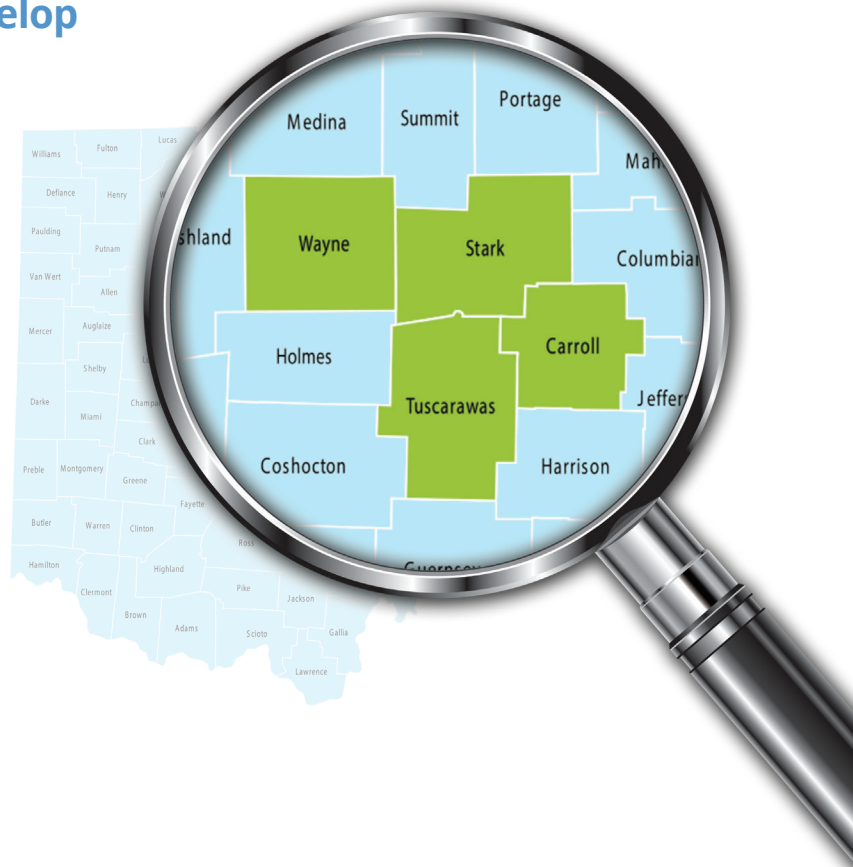 elop
Medina
Summit
Portage
Mah
shland
Wayne
Stark
Columbian
Holmes
Carroll
Tuscarawas
Jeffer
Coshocton
Harrison
Guernsey
Williams
Fulton
Lucas
Defiance
Henry
W
Paulding
Putnam
Van Wert
Allen
Mercer
Auglaize
Shelby
Darke
Champa
Miami
Clark
Preble
Montgomery
Greene
Fayette
Butler
Warren
Clinton
Ross
Hamilton
Highland
Clermont
Pike
Jackson
Brown
Adams
Scioto
Gallia
Lawrence